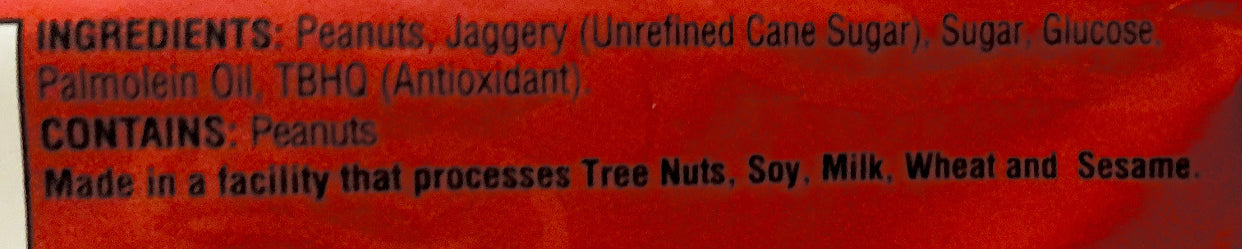 INGREDIENTS: Peanuts, Jaggery (Unrefined Cane Sugar), Sugar, Glucose,
Palmolein Oil, TBHQ (Antioxidant).
CONTAINS: Peanuts
Made in a facility that processes Tree Nuts, Soy, Milk, Wheat and Sesame.